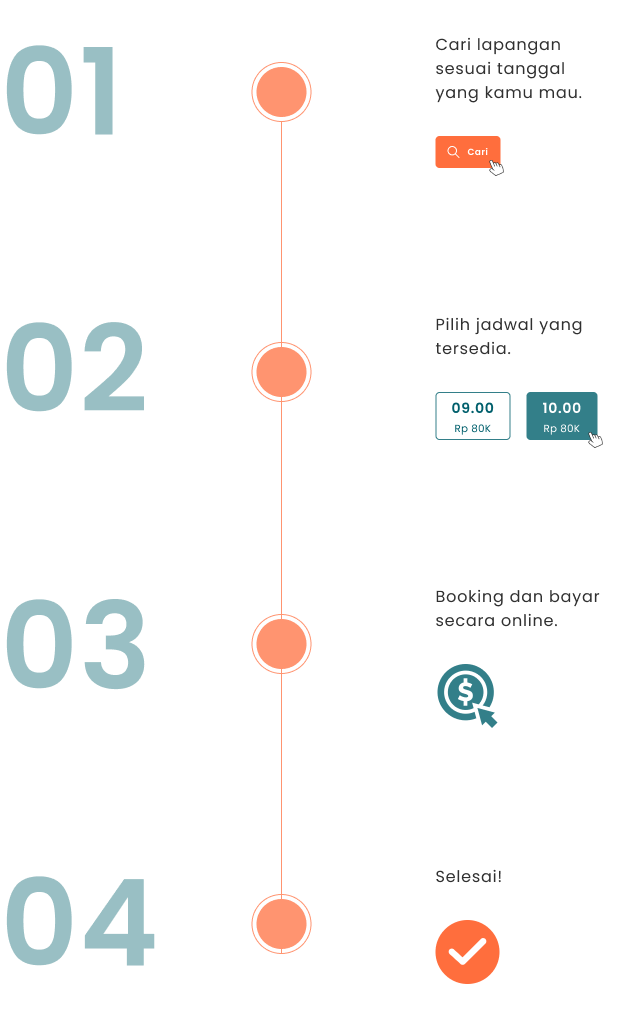 01
Cari lapangan
sesuai tanggal
yang kamu mau.
Cari
02
Pilih jadwal yang
tersedia.
09.00
Rp 80K
10.00
Rp 80K
03
Booking dan bayar
secara online.
$
04
Selesai!